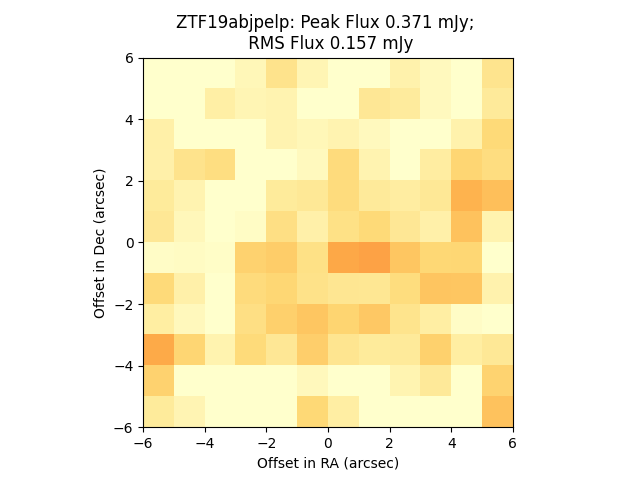 ZTF19abjpelp: Peak Flux 0.371 mJy;
RMS Flux 0.157 mJy
6
4
2
0
−2
−4
−6
Offset in Dec (arcsec)
−6 −4 −2 0 2 4 6
Offset in RA (arcsec)